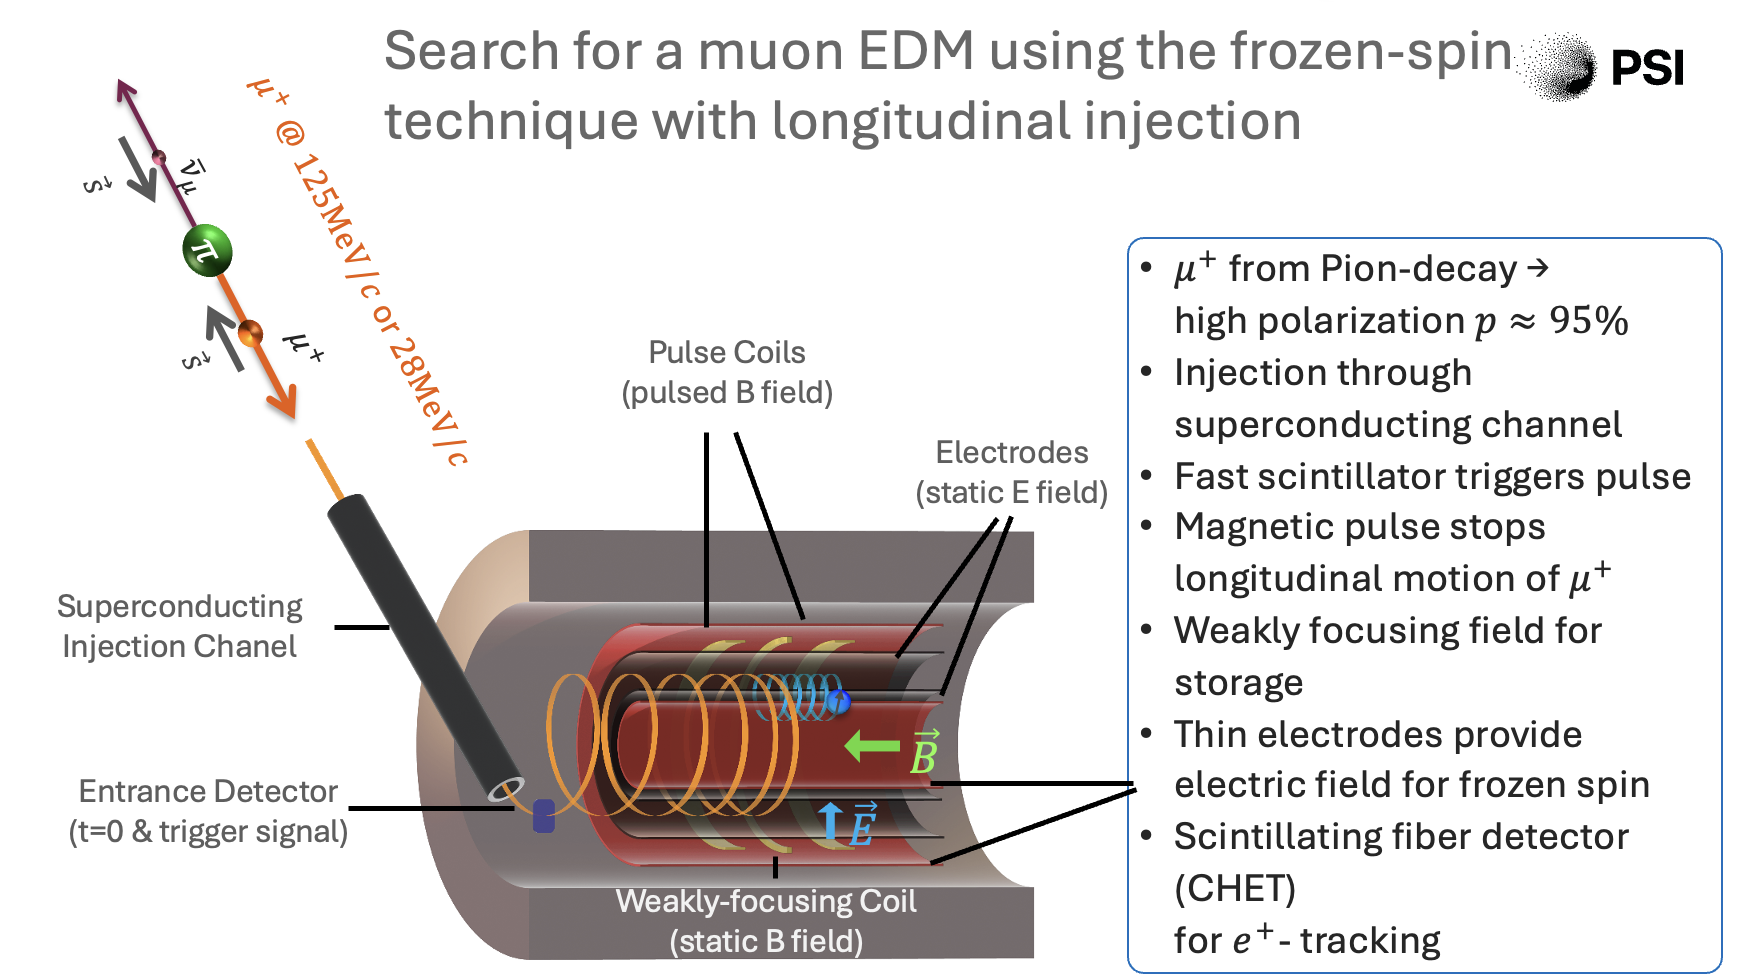 Search for a muon EDM using the frozen-spin
technique with longitudinal injection
PSI
μ⁺ @ 125MeV/c or 28MeV/c
ν̄_μ
s⃗
π
s⃗
μ⁺
Pulse Coils
(pulsed B field)
Electrodes
(static E field)
Superconducting
Injection Chanel
Entrance Detector
(t=0 & trigger signal)
B⃗
E⃗
Weakly-focusing Coil
(static B field)
• μ⁺ from Pion-decay →
high polarization p ≈ 95%
• Injection through
superconducting channel
• Fast scintillator triggers pulse
• Magnetic pulse stops
longitudinal motion of μ⁺
• Weakly focusing field for
storage
• Thin electrodes provide
electric field for frozen spin
• Scintillating fiber detector
(CHET)
for e⁺- tracking